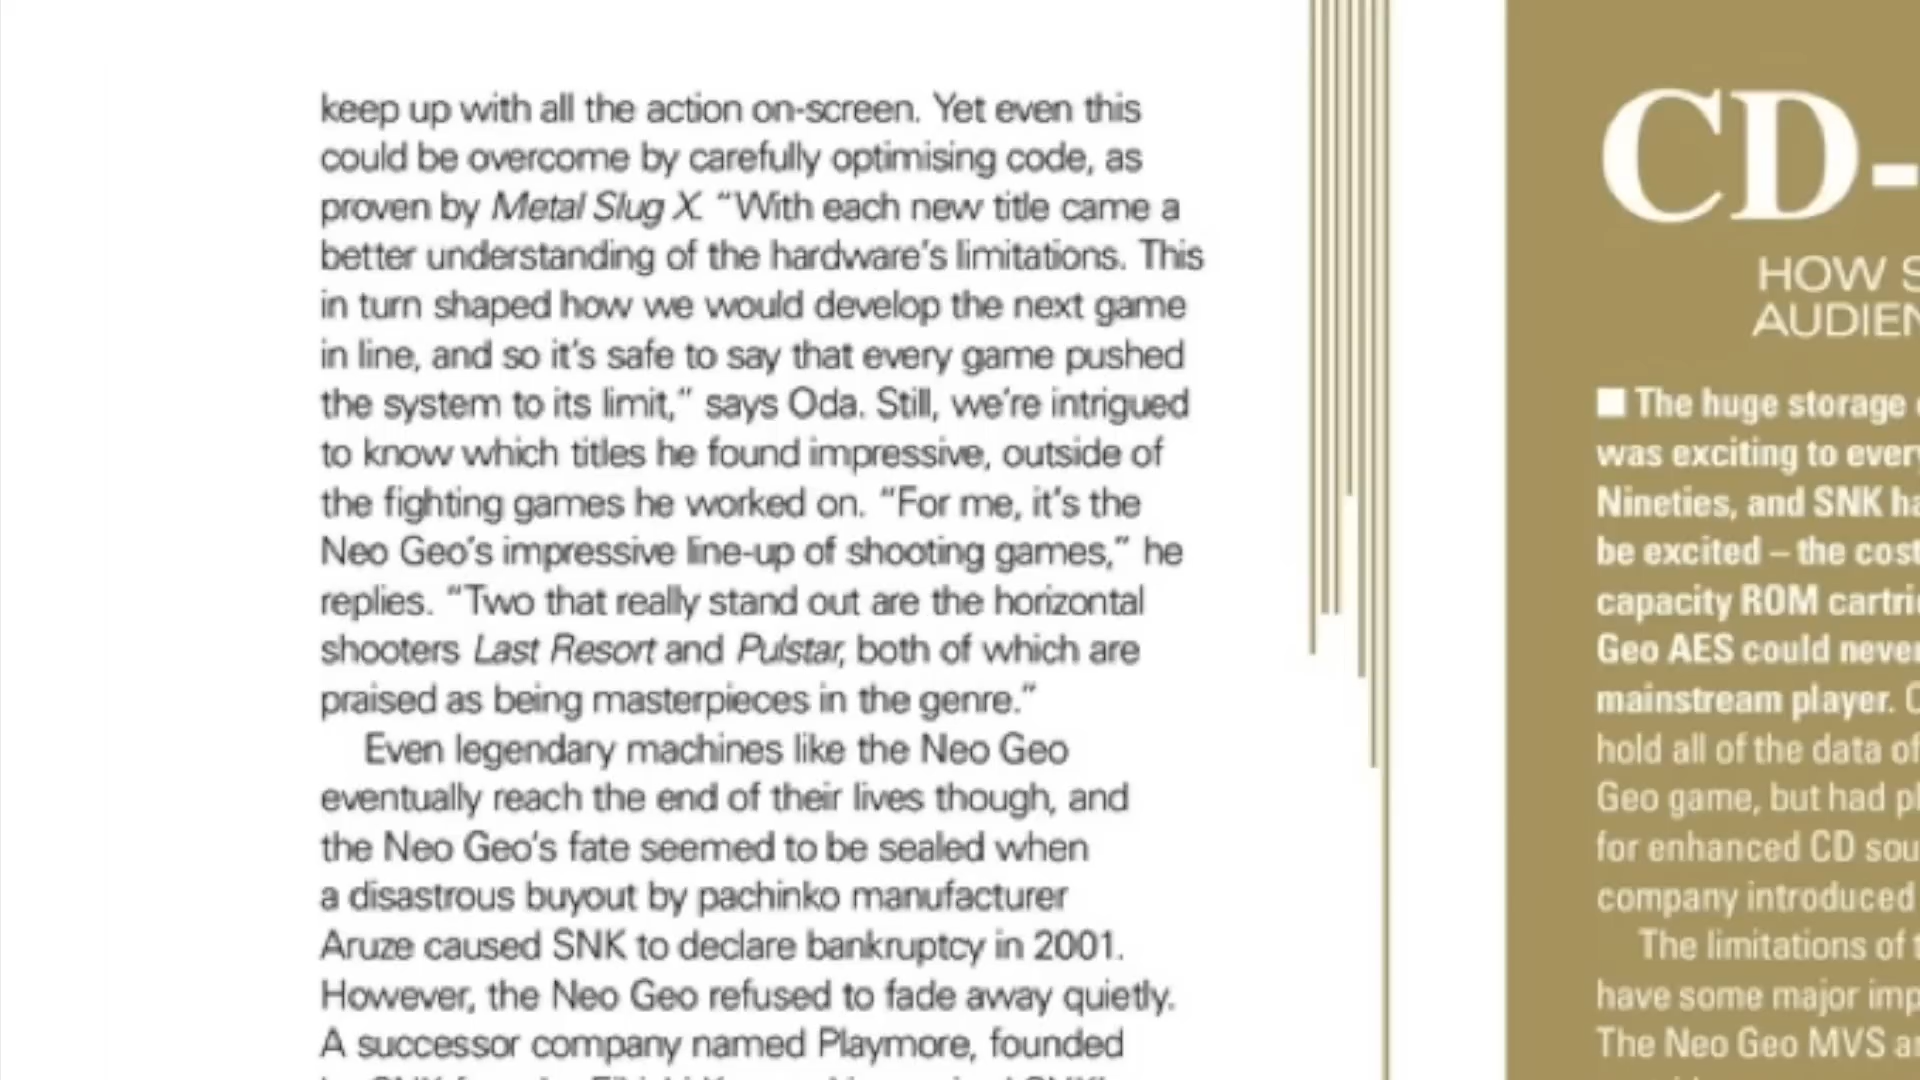 keep up with all the action on-screen. Yet even this
could be overcome by carefully optimising code, as
proven by Metal Slug X. “With each new title came a
better understanding of the hardware’s limitations. This
in turn shaped how we would develop the next game
in line, and so it’s safe to say that every game pushed
the system to its limit,” says Oda. Still, we’re intrigued
to know which titles he found impressive, outside of
the fighting games he worked on. “For me, it’s the
Neo Geo’s impressive line-up of shooting games,” he
replies. “Two that really stand out are the horizontal
shooters Last Resort and Pulstar, both of which are
praised as being masterpieces in the genre.”
Even legendary machines like the Neo Geo
eventually reach the end of their lives though, and
the Neo Geo’s fate seemed to be sealed when
a disastrous buyout by pachinko manufacturer
Aruze caused SNK to declare bankruptcy in 2001.
However, the Neo Geo refused to fade away quietly.
A successor company named Playmore, founded
CD-
HOW S
AUDIEN
■ The huge storage
was exciting to every
Nineties, and SNK ha
be excited – the cost
capacity ROM cartri
Geo AES could never
mainstream player.
hold all of the data of
Geo game, but had pl
for enhanced CD sou
company introduced
The limitations of t
have some major imp
The Neo Geo MVS a